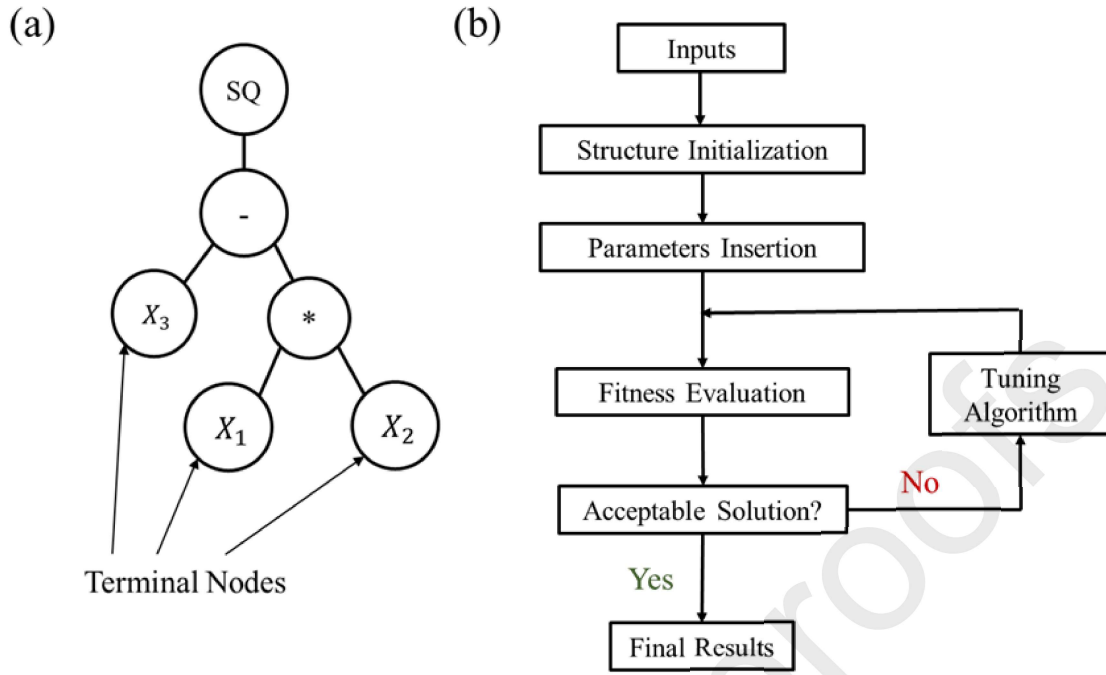 (a)
SQ
-
X₃
*
X₁
X₂
Terminal Nodes
(b)
Inputs
Structure Initialization
Parameters Insertion
Fitness Evaluation
Tuning
Algorithm
Acceptable Solution?
No
Yes
Final Results
proofs